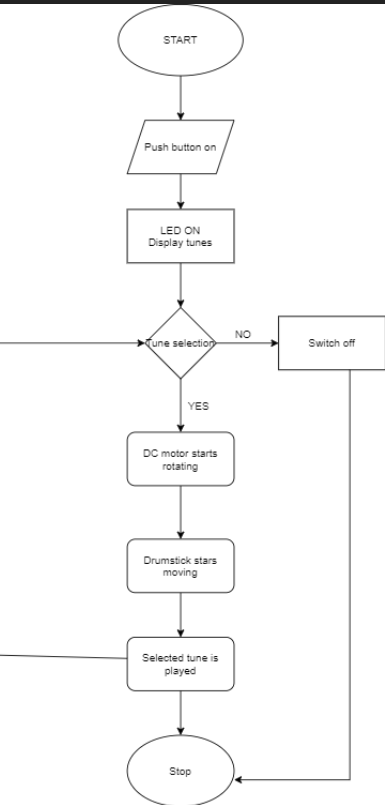 START
Push button on
LED ON
Display tunes
Tune selection
NO
Switch off
YES
DC motor starts
rotating
Drumstick stars
moving
Selected tune is
played
Stop